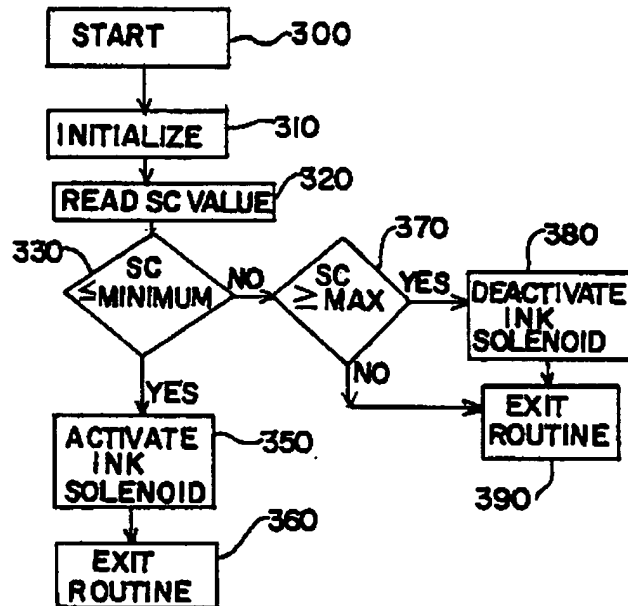 START
300
INITIALIZE
310
READ SC VALUE
320
330
SC
≤MINIMUM
NO
370
SC
≥ MAX
YES
380
DEACTIVATE
INK
SOLENOID
NO
EXIT
ROUTINE
390
YES
ACTIVATE
INK
SOLENOID
350
EXIT
ROUTINE
360